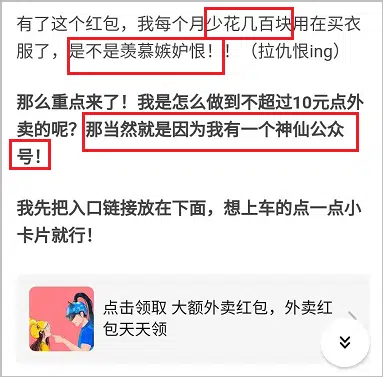 有了这个红包，我每个月少花几百块用在买衣
服了，是不是羡慕嫉妒恨！！（拉仇恨ing）
那么重点来了！我是怎么做到不超过10元点外
卖的呢？那当然就是因为我有一个神仙公众
号！
我先把入口链接放在下面，想上车的点一点小
卡片就行！
点击领取 大额外卖红包，外卖红
包天天领